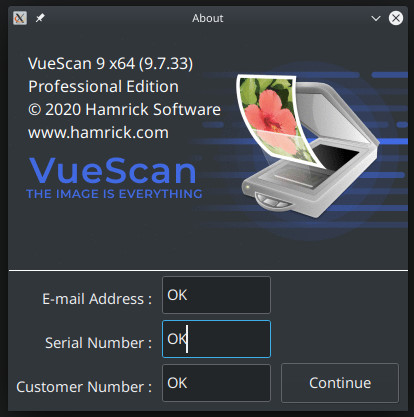 About
VueScan 9 x64 (9.7.33)
Professional Edition
© 2020 Hamrick Software
www.hamrick.com
VueScan
THE IMAGE IS EVERYTHING
E-mail Address : OK
Serial Number : OK
Customer Number : OK
Continue